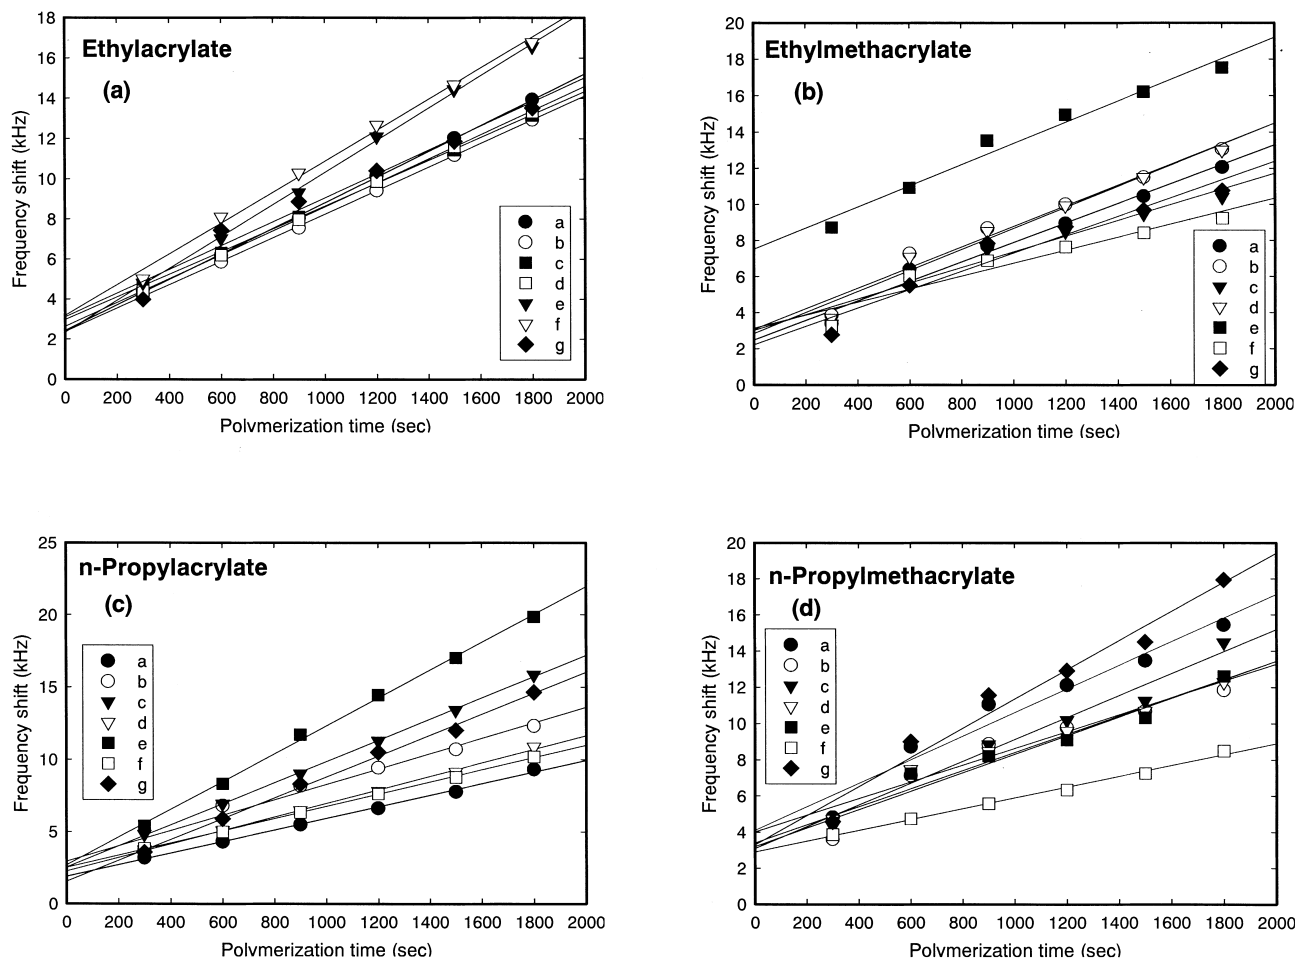 Ethylacrylate
(a)
Frequency shift (kHz)
18
16
14
12
10
8
6
4
2
0
a
b
c
d
e
f
g
0 200 400 600 800 1000 1200 1400 1600 1800 2000
Polymerization time (sec)
Ethylmethacrylate
(b)
Frequency shift (kHz)
20
18
16
14
12
10
8
6
4
2
0
a
b
c
d
e
f
g
0 200 400 600 800 1000 1200 1400 1600 1800 2000
Polymerization time (sec)
n-Propylacrylate
(c)
Frequency shift (kHz)
25
20
15
10
5
0
a
b
c
d
e
f
g
0 200 400 600 800 1000 1200 1400 1600 1800 2000
Polymerization time (sec)
n-Propylmethacrylate
(d)
Frequency shift (kHz)
20
18
16
14
12
10
8
6
4
2
0
a
b
c
d
e
f
g
0 200 400 600 800 1000 1200 1400 1600 1800 2000
Polymerization time (sec)